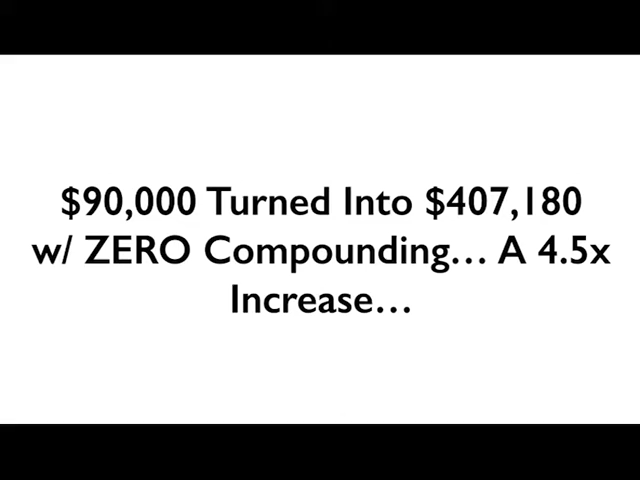 $90,000 Turned Into $407,180
w/ ZERO Compounding… A 4.5x
Increase…